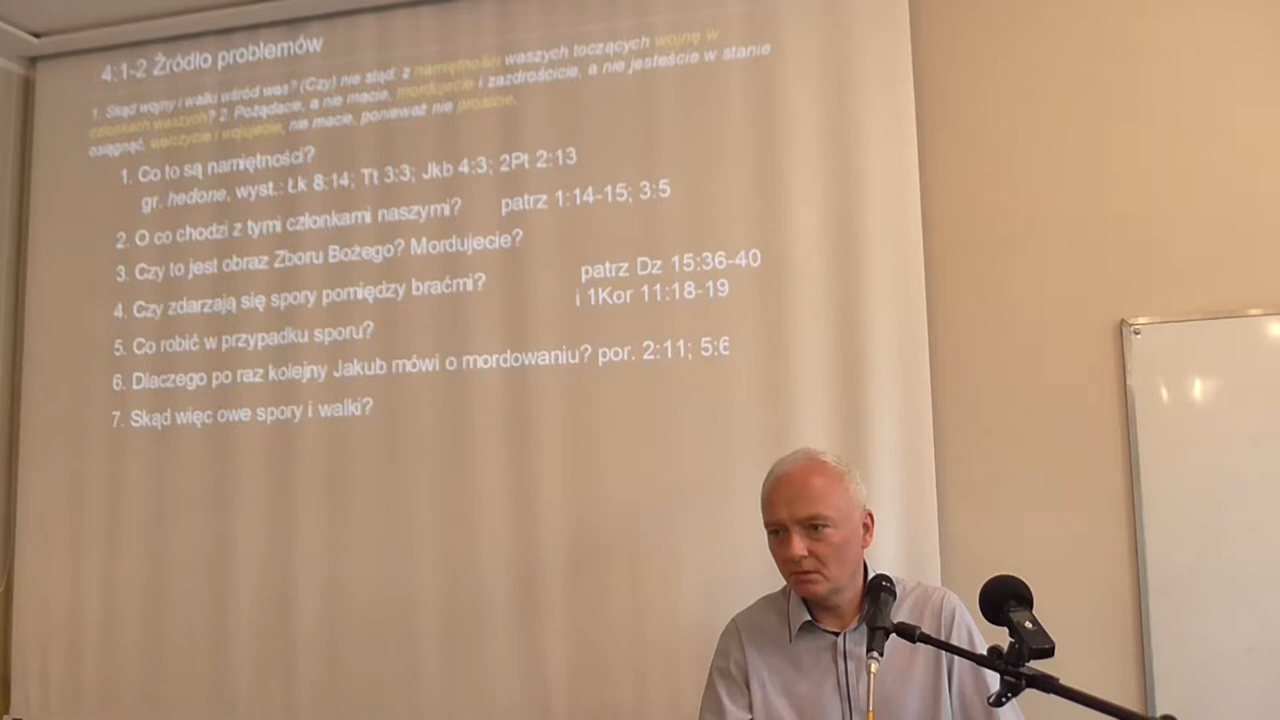 4:1-2 Źródło problemów
1. Skąd wojny i walki wśród was? (Czy) nie stąd: z namiętności waszych toczących wojnę w
członkach waszych? 2. Pożądacie, a nie macie, mordujecie i zazdrościcie, a nie jesteście w stanie
osiągnąć, walczycie i wojujecie, nie macie, ponieważ nie prosicie.
1. Co to są namiętności?
gr. hedone, wyst.: Łk 8:14; Tt 3:3; Jkb 4:3; 2Pt 2:13
2. O co chodzi z tymi członkami naszymi? patrz 1:14-15; 3:5
3. Czy to jest obraz Zboru Bożego? Mordujecie?
4. Czy zdarzają się spory pomiędzy braćmi? patrz Dz 15:36-40
i 1Kor 11:18-19
5. Co robić w przypadku sporu?
6. Dlaczego po raz kolejny Jakub mówi o mordowaniu? por. 2:11; 5:6
7. Skąd więc owe spory i walki?